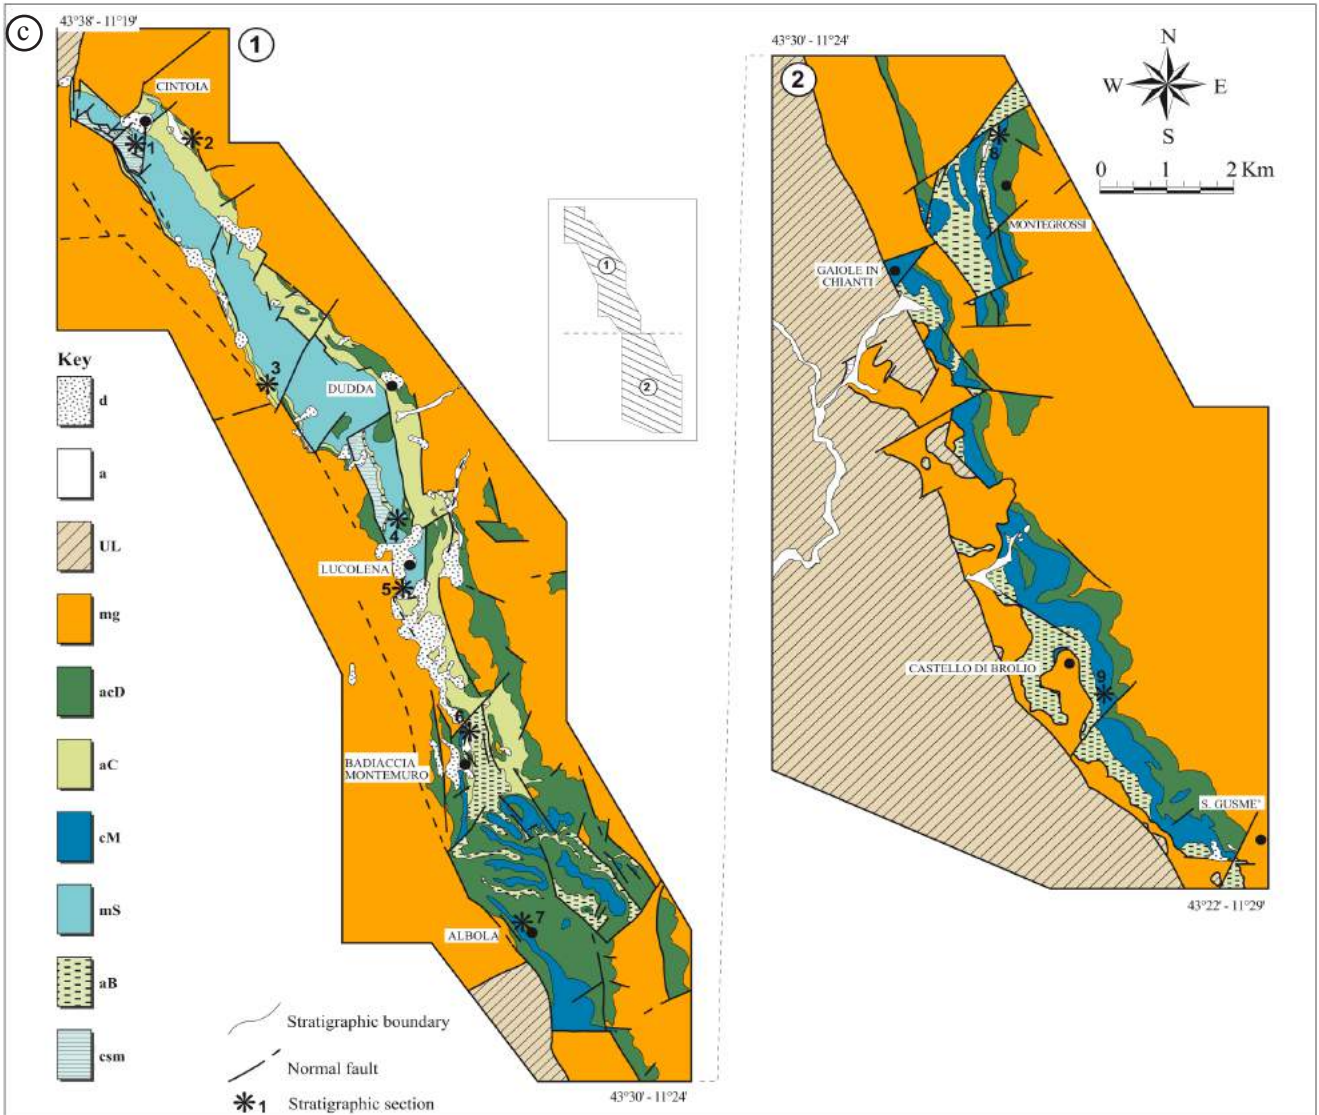 c
43°38' - 11°19'
1
CINTOIA
1
2
3
DUDDA
4
LUCOLENA
5
6
BADIACCIA
MONTEMURO
7
ALBOLA
43°30' - 11°24'
Key
d
a
UL
mg
acD
aC
cM
mS
aB
csm
Stratigraphic boundary
Normal fault
1 Stratigraphic section
1
2
43°30' - 11°24'
2
N
W E
S
0 1 2 Km
8
MONTEGROSSI
GAIOLE IN
CHIANTI
CASTELLO DI BROLIO
9
S. GUSME'
43°22' - 11°29'